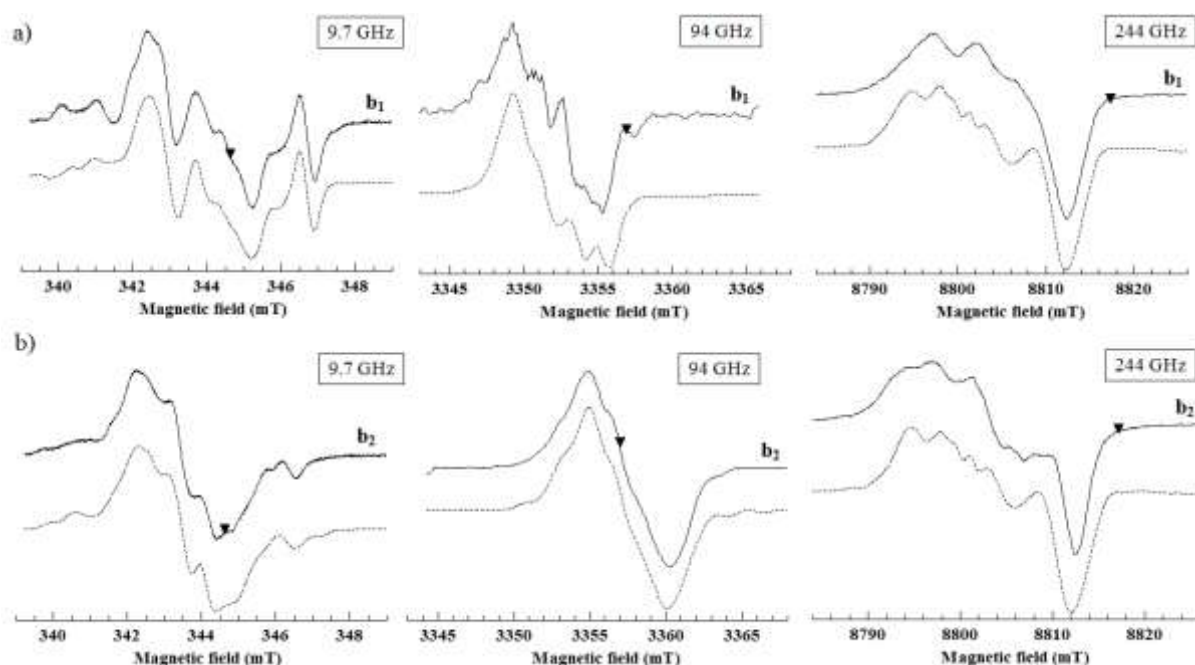 a)
9.7 GHz
94 GHz
244 GHz
b1
b1
b1
340 342 344 346 348
3345 3350 3355 3360 3365
8790 8800 8810 8820
Magnetic field (mT)
Magnetic field (mT)
Magnetic field (mT)
b)
9.7 GHz
94 GHz
244 GHz
b2
b2
b2
340 342 344 346 348
3345 3350 3355 3360 3365
8790 8800 8810 8820
Magnetic field (mT)
Magnetic field (mT)
Magnetic field (mT)